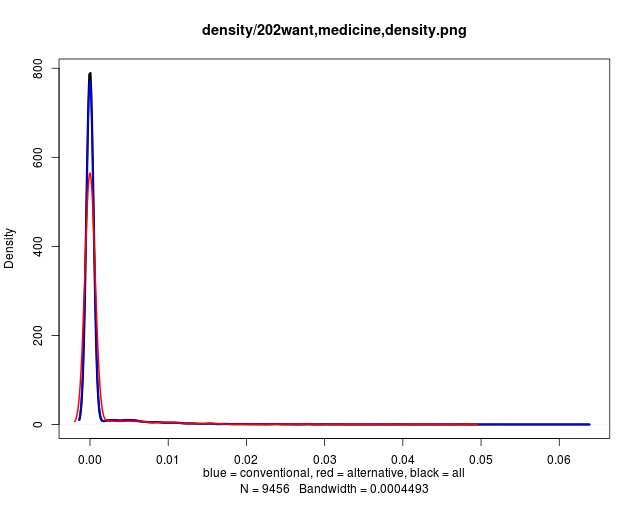 density/202want,medicine,density.png
Density
800
600
400
200
0
0.00 0.01 0.02 0.03 0.04 0.05 0.06
blue = conventional, red = alternative, black = all
N = 9456 Bandwidth = 0.0004493